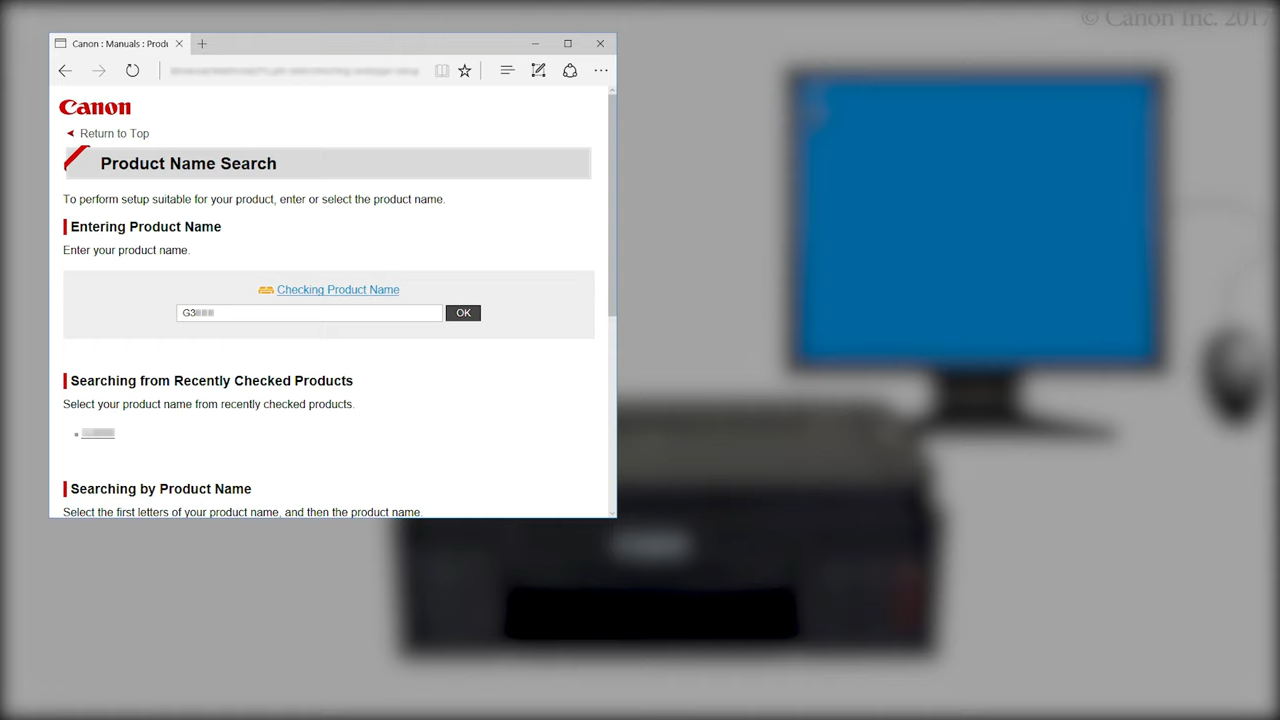 © Canon Inc. 2017
Canon : Manuals : Produ
Canon
Return to Top
Product Name Search
To perform setup suitable for your product, enter or select the product name.
Entering Product Name
Enter your product name.
Checking Product Name
G3
OK
Searching from Recently Checked Products
Select your product name from recently checked products.
Searching by Product Name
Select the first letters of your product name, and then the product name.